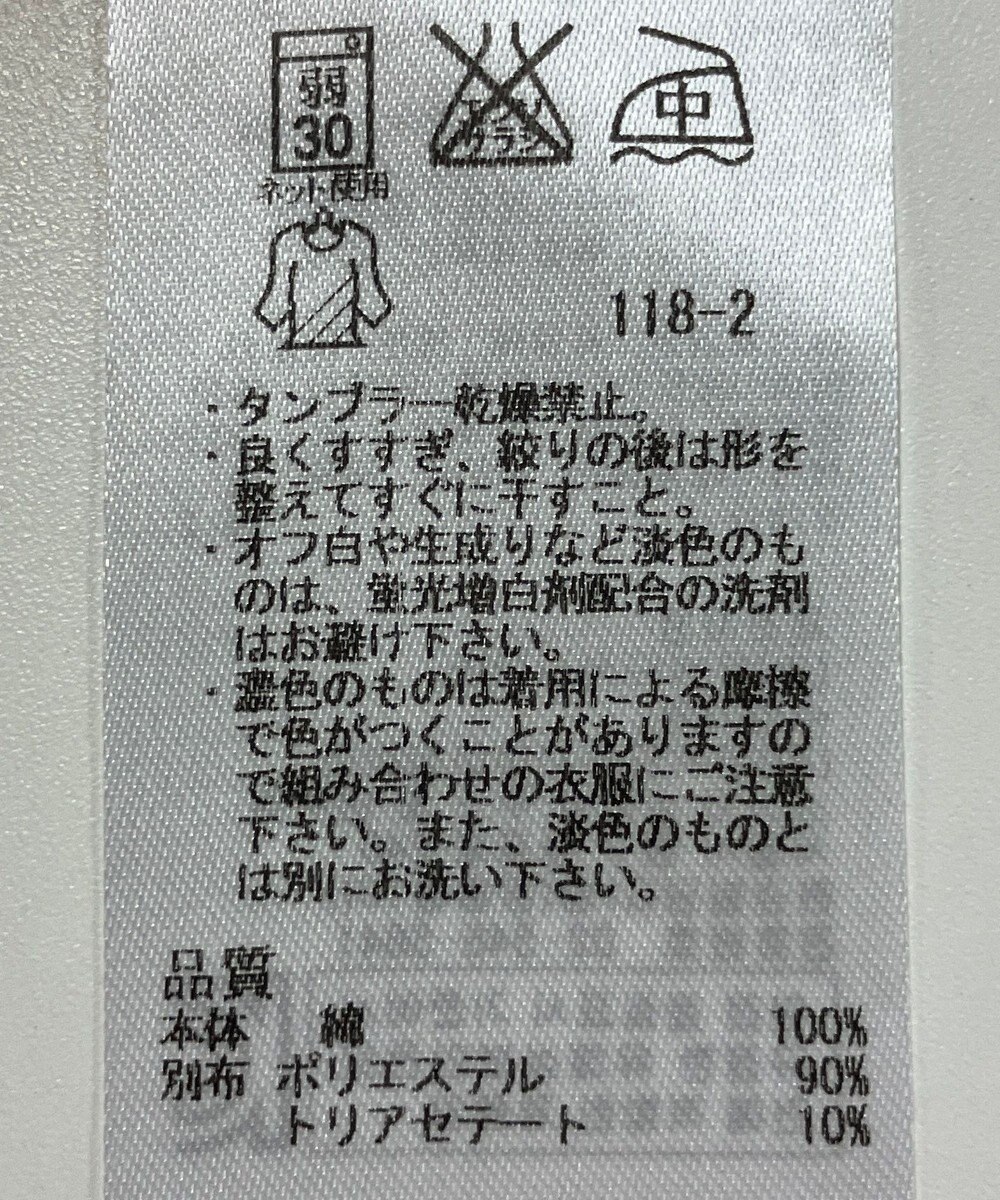 弱
30
ネット使用
エンソ
サラシ
中
118-2
・タンブラー乾燥禁止。
・良くすすぎ、絞りの後は形を
整えてすぐに干すこと。
・オフ白や生成りなど淡色のも
のは、蛍光増白剤配合の洗剤
はお避け下さい。
・濃色のものは着用による摩擦
で色がつくことがありますの
で組み合わせの衣服にご注意
下さい。また、淡色のものと
は別にお洗い下さい。
品質
本体 綿 100%
別布 ポリエステル 90%
トリアセテート 10%